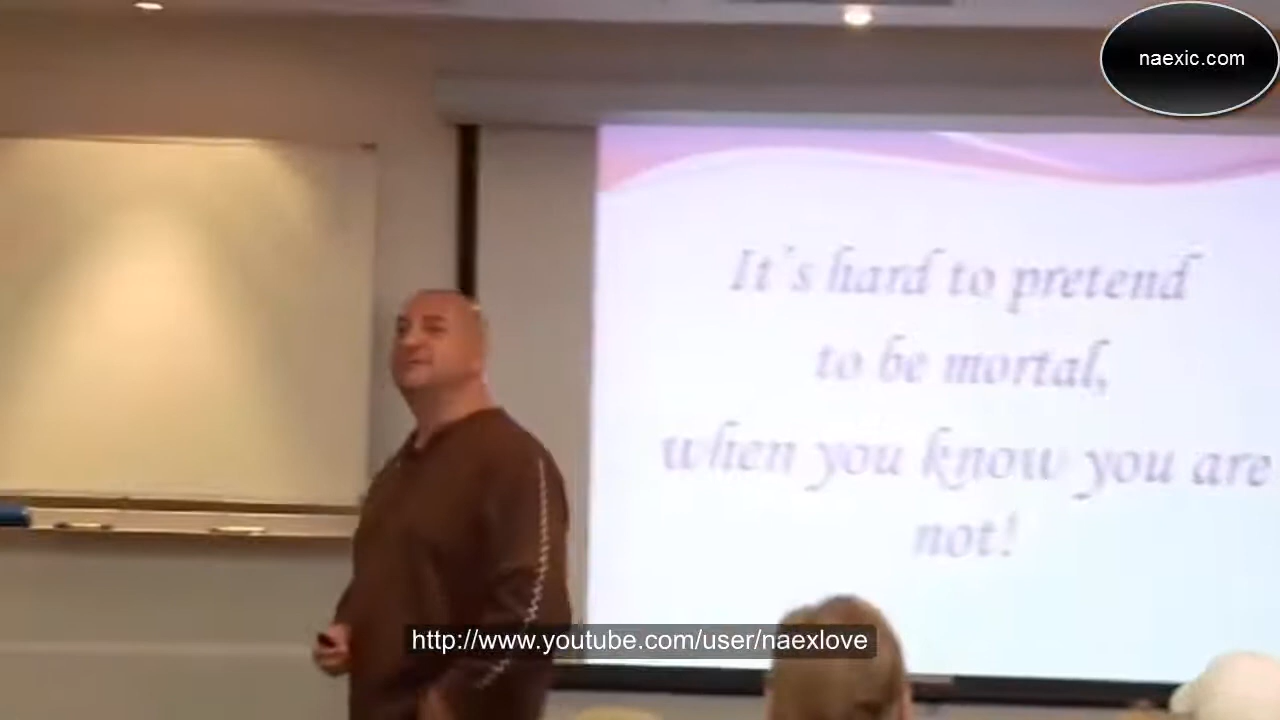 naexic.com
It's hard to pretend
to be mortal,
when you know you are
not!
http://www.youtube.com/user/naexlove